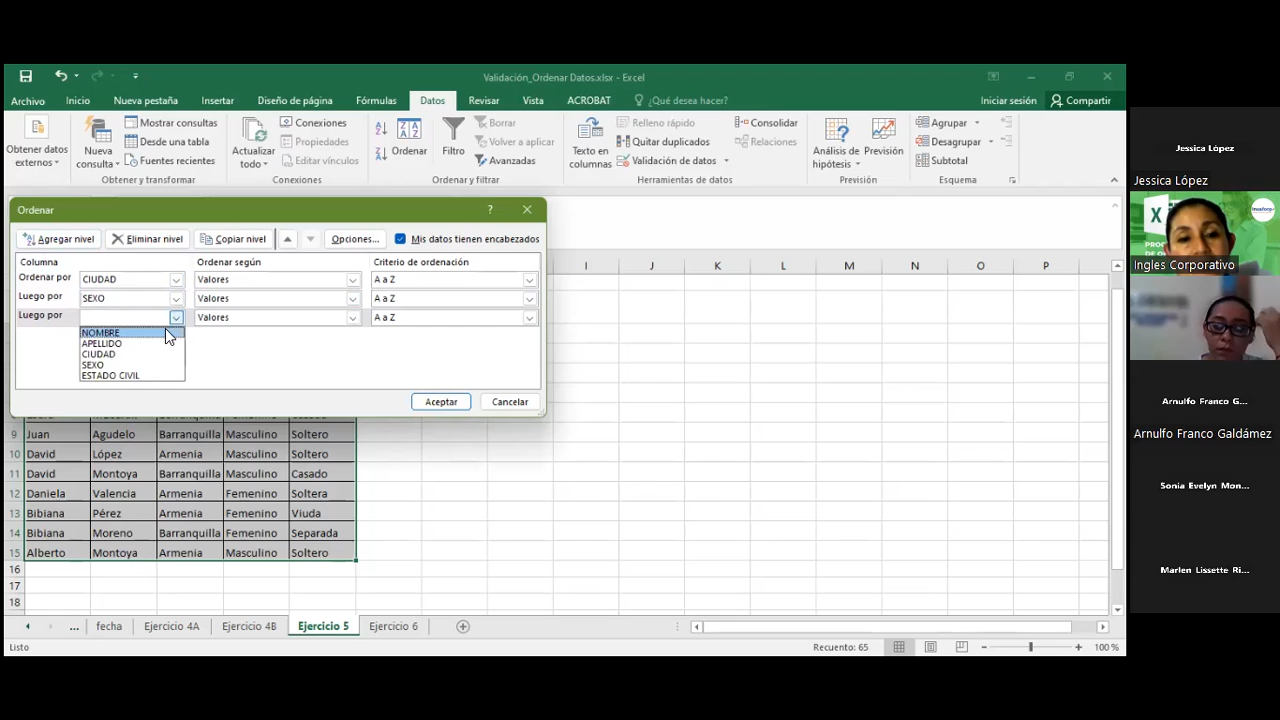 Validación_Ordenar Datos.xlsx - Excel
Archivo Inicio Nueva pestaña Insertar Diseño de página Fórmulas Datos Revisar Vista ACROBAT ¿Qué desea hacer? Iniciar sesión Compartir
Obtener datos externos
Nueva consulta
Mostrar consultas
Desde una tabla
Fuentes recientes
Obtener y transformar
Actualizar todo
Conexiones
Propiedades
Editar vínculos
Conexiones
Ordenar
Filtro
Borrar
Volver a aplicar
Avanzadas
Ordenar y filtrar
Texto en columnas
Relleno rápido
Quitar duplicados
Validación de datos
Consolidar
Relaciones
Herramientas de datos
Análisis de hipótesis
Previsión
Previsión
Agrupar
Desagrupar
Subtotal
Esquema
Ordenar ?
Agregar nivel Eliminar nivel Copiar nivel Opciones... Mis datos tienen encabezados
Columna Ordenar según Criterio de ordenación
Ordenar por CIUDAD Valores A a Z
Luego por SEXO Valores A a Z
Luego por Valores A a Z
NOMBRE
APELLIDO
CIUDAD
SEXO
ESTADO CIVIL
Aceptar Cancelar
I J K L M N O P
9 Juan Agudelo Barranquilla Masculino Soltero
10 David López Armenia Masculino Soltero
11 David Montoya Barranquilla Masculino Casado
12 Daniela Valencia Armenia Femenino Soltera
13 Bibiana Pérez Armenia Femenino Viuda
14 Bibiana Moreno Barranquilla Femenino Separada
15 Alberto Montoya Armenia Masculino Soltero
16
17
18
... fecha Ejercicio 4A Ejercicio 4B Ejercicio 5 Ejercicio 6
Listo Recuento: 65 100 %
Jessica López
Jessica López
Ingles Corporativo
Arnulfo Franco G...
Arnulfo Franco Galdámez
Sonia Evelyn Mon...
Marlen Lissette Ri...